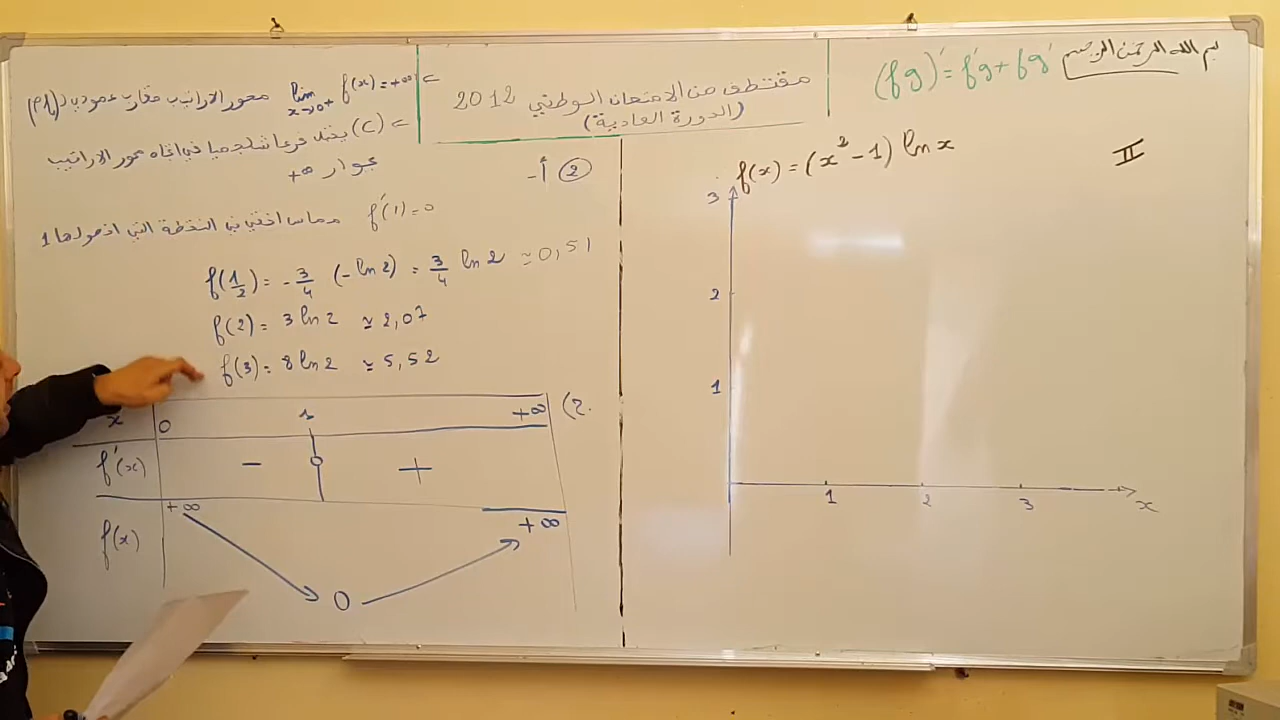 بسم الله الرحمن الرحيم
(fg)' = f'g + fg'
مقتطف من الامتحان الوطني 2012
(الدورة العادية)
II
f(x) = (x² - 1) ln x
3
2
1
1 2 3 x
⊂ lim f(x) = +∞ محور الأراتيب مقارب عمودي لـ
x→0+
⊂ (C) يقبل فرعا شلجميا في اتجاه محور الأراتيب
بجوار +∞
② أ-
f'(1) = 0 مماس أفقي في النقطة التي أفصولها 1
f(1/2) = -3/4 (-ln 2) = 3/4 ln 2 ≃ 0,51
f(2) = 3 ln 2 ≃ 2,07
f(3) = 8 ln 2 ≃ 5,52
x 0 1 +∞
f'(x) - 0 +
f(x) +∞ 0 +∞